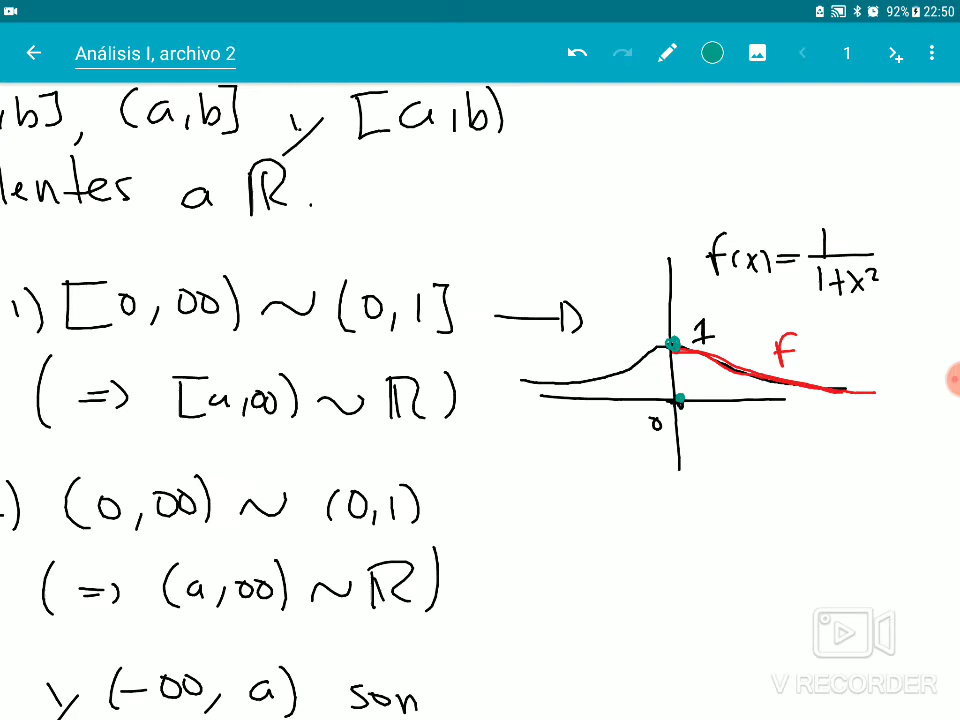 92% 22:50
Análisis I, archivo 2
1
,b], (a,b] y [a,b)
lentes a ℝ.
f(x) = 1/(1+x²)
1) [0,∞) ~ (0,1] →
1
f
0
(=> [a,∞) ~ ℝ)
.) (0,∞) ~ (0,1)
(=> (a,∞) ~ ℝ)
y (-∞, a) son
V RECORDER